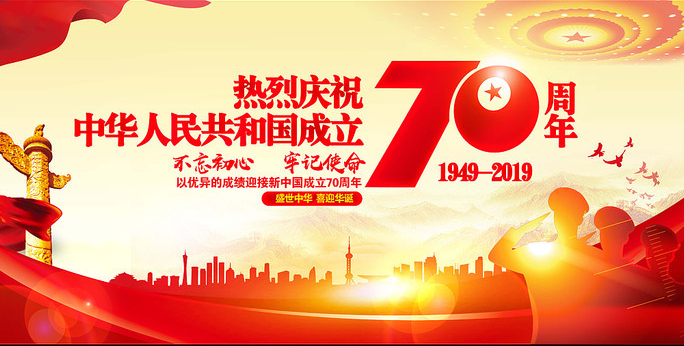 热烈庆祝
中华人民共和国成立
70周年
1949-2019
不忘初心 牢记使命
以优异的成绩迎接新中国成立70周年
盛世中华 喜迎华诞